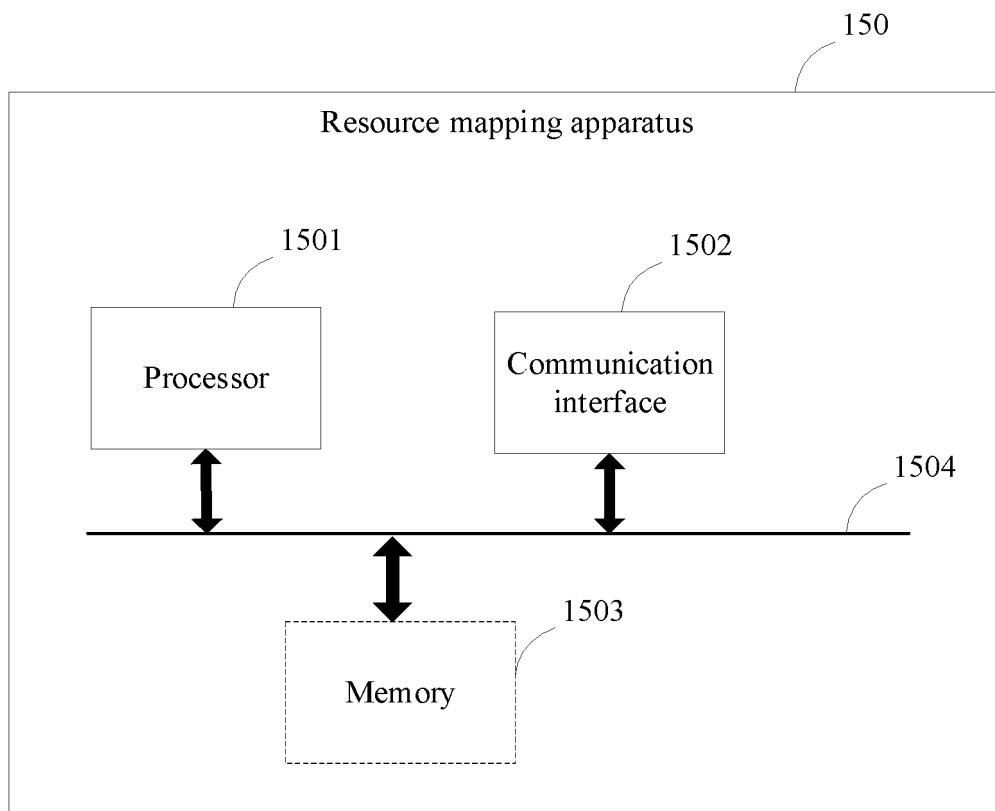 150
Resource mapping apparatus
1501
1502
Processor
Communication
interface
1504
1503
Memory